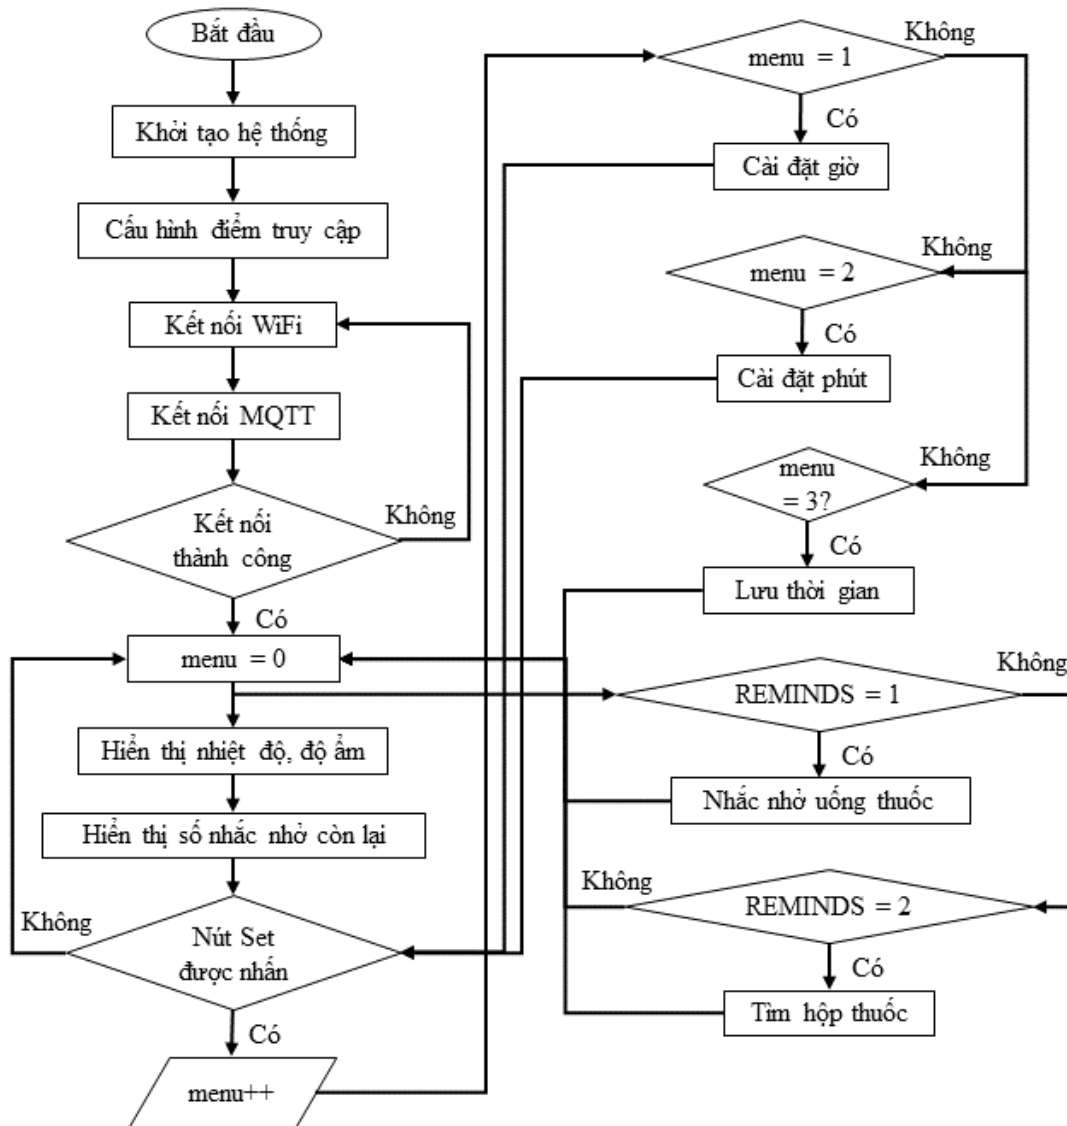 Bắt đầu
Khởi tạo hệ thống
Cấu hình điểm truy cập
Kết nối WiFi
Kết nối MQTT
Kết nối
thành công
Không
Có
menu = 0
Hiển thị nhiệt độ, độ ẩm
Hiển thị số nhắc nhở còn lại
Không
Nút Set
được nhấn
Có
menu++
menu = 1
Không
Có
Cài đặt giờ
menu = 2
Không
Có
Cài đặt phút
menu
= 3?
Không
Có
Lưu thời gian
REMINDS = 1
Không
Có
Nhắc nhở uống thuốc
Không
REMINDS = 2
Có
Tìm hộp thuốc